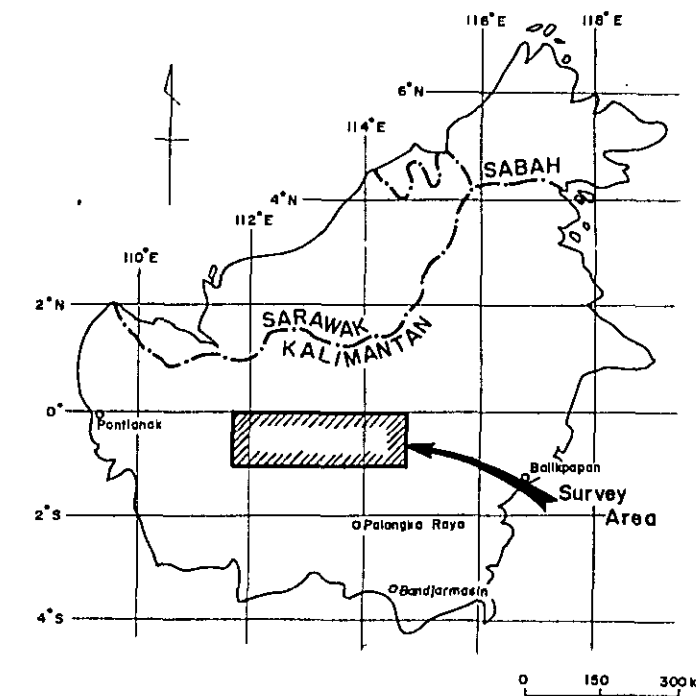 116°E
118°E
6°N
114°E
SABAH
4°N
112°E
110°E
2°N
SARAWAK
KALIMANTAN
0°
Pontianak
Balikpapan
Survey
Area
2°S
Palangka Raya
Bandjarmasin
4°S
0 150 300 k